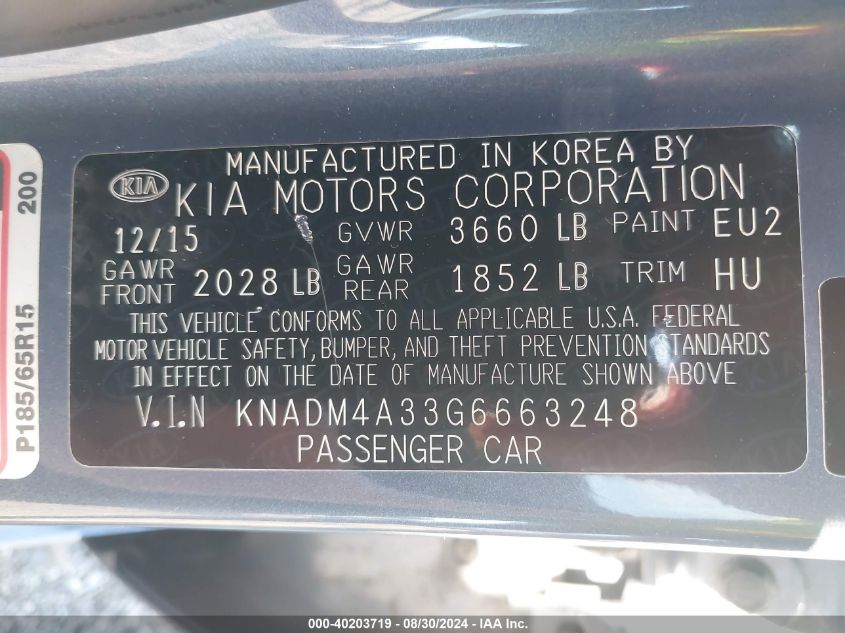 MANUFACTURED IN KOREA BY
KIA KIA MOTORS CORPORATION
12/15 GVWR 3660 LB PAINT EU2
GAWR FRONT 2028 LB GAWR REAR 1852 LB TRIM HU
THIS VEHICLE CONFORMS TO ALL APPLICABLE U.S.A. FEDERAL
MOTOR VEHICLE SAFETY, BUMPER, AND THEFT PREVENTION STANDARDS
IN EFFECT ON THE DATE OF MANUFACTURE SHOWN ABOVE
V.I.N KNADM4A33G6663248
PASSENGER CAR
P185/65R15 200
000-40203719 - 08/30/2024 - IAAI.com